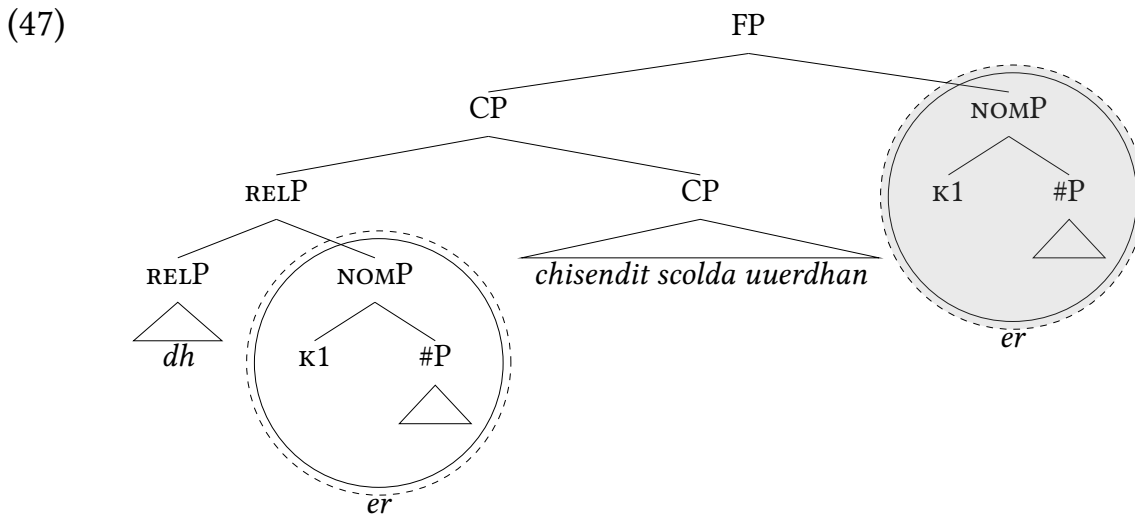 (47)
FP
CP NOMP
RELP CP K1 #P
RELP NOMP chisendit scolda uuerdhan
dh K1 #P er
er